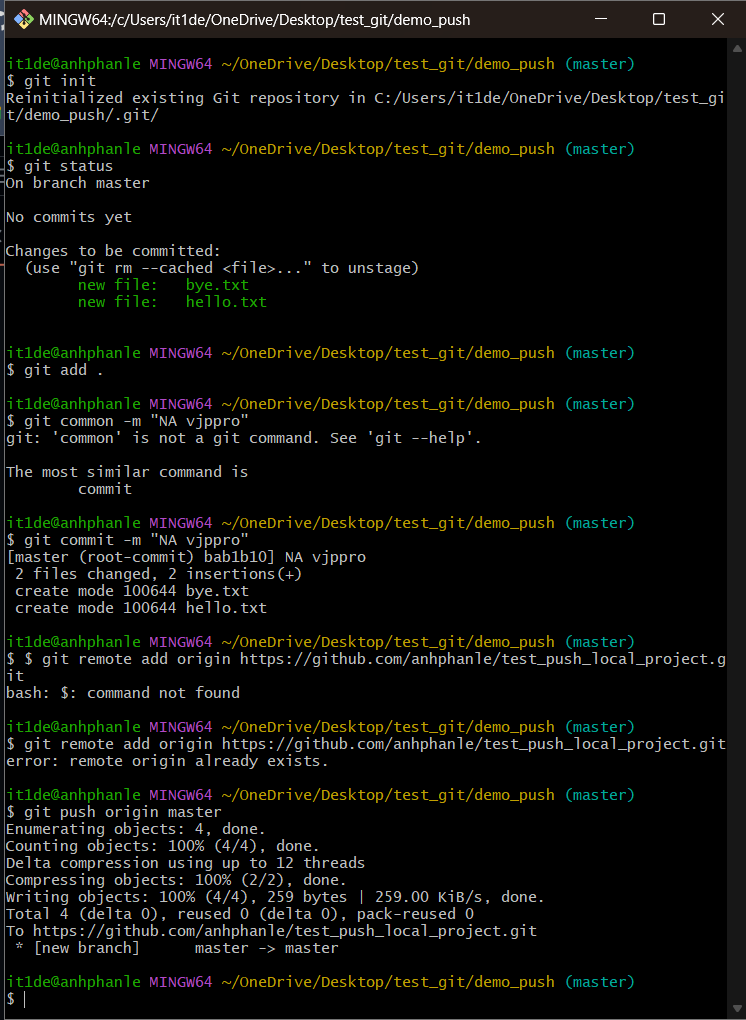 MINGW64:/c/Users/it1de/OneDrive/Desktop/test_git/demo_push
it1de@anhphanle MINGW64 ~/OneDrive/Desktop/test_git/demo_push (master)
$ git init
Reinitialized existing Git repository in C:/Users/it1de/OneDrive/Desktop/test_gi
t/demo_push/.git/
it1de@anhphanle MINGW64 ~/OneDrive/Desktop/test_git/demo_push (master)
$ git status
On branch master
No commits yet
Changes to be committed:
  (use "git rm --cached <file>..." to unstage)
        new file:   bye.txt
        new file:   hello.txt
it1de@anhphanle MINGW64 ~/OneDrive/Desktop/test_git/demo_push (master)
$ git add .
it1de@anhphanle MINGW64 ~/OneDrive/Desktop/test_git/demo_push (master)
$ git common -m "NA vjppro"
git: 'common' is not a git command. See 'git --help'.
The most similar command is
        commit
it1de@anhphanle MINGW64 ~/OneDrive/Desktop/test_git/demo_push (master)
$ git commit -m "NA vjppro"
[master (root-commit) bab1b10] NA vjppro
 2 files changed, 2 insertions(+)
 create mode 100644 bye.txt
 create mode 100644 hello.txt
it1de@anhphanle MINGW64 ~/OneDrive/Desktop/test_git/demo_push (master)
$ $ git remote add origin https://github.com/anhphanle/test_push_local_project.g
it
bash: $: command not found
it1de@anhphanle MINGW64 ~/OneDrive/Desktop/test_git/demo_push (master)
$ git remote add origin https://github.com/anhphanle/test_push_local_project.git
error: remote origin already exists.
it1de@anhphanle MINGW64 ~/OneDrive/Desktop/test_git/demo_push (master)
$ git push origin master
Enumerating objects: 4, done.
Counting objects: 100% (4/4), done.
Delta compression using up to 12 threads
Compressing objects: 100% (2/2), done.
Writing objects: 100% (4/4), 259 bytes | 259.00 KiB/s, done.
Total 4 (delta 0), reused 0 (delta 0), pack-reused 0
To https://github.com/anhphanle/test_push_local_project.git
 * [new branch]      master -> master
it1de@anhphanle MINGW64 ~/OneDrive/Desktop/test_git/demo_push (master)
$